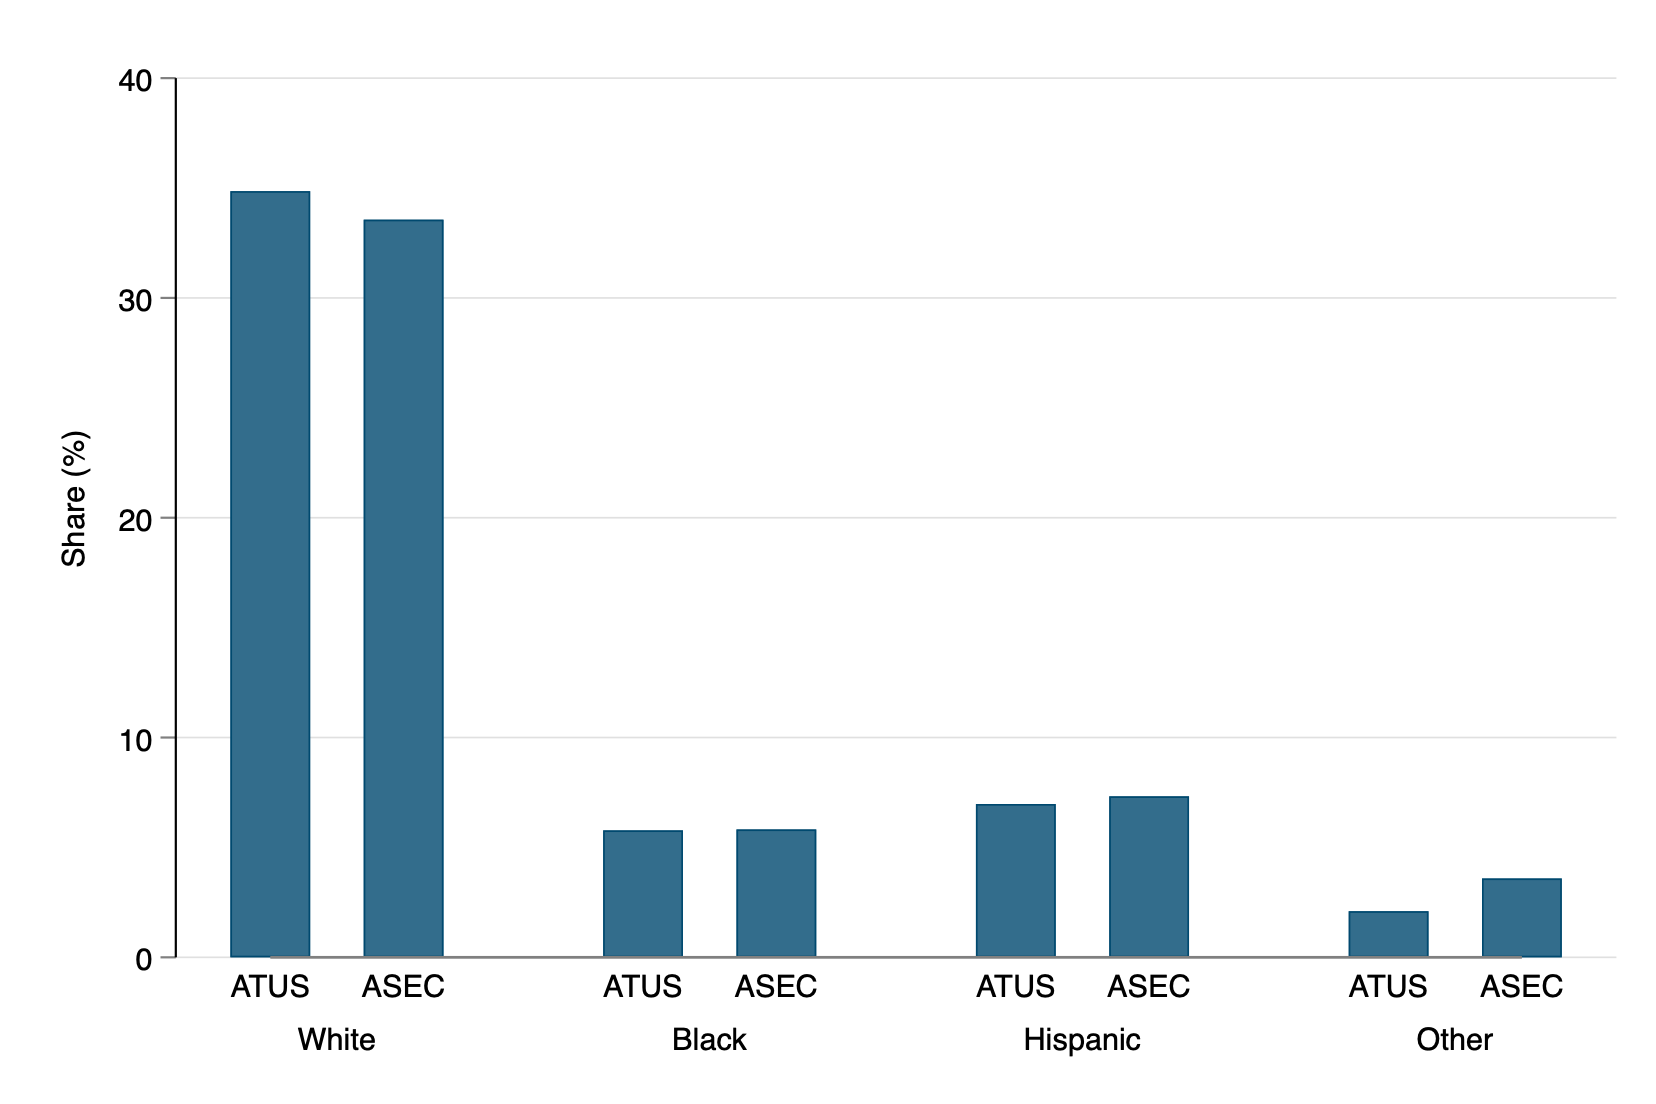 Share (%)
40
30
20
10
0
ATUS ASEC ATUS ASEC ATUS ASEC ATUS ASEC
White Black Hispanic Other